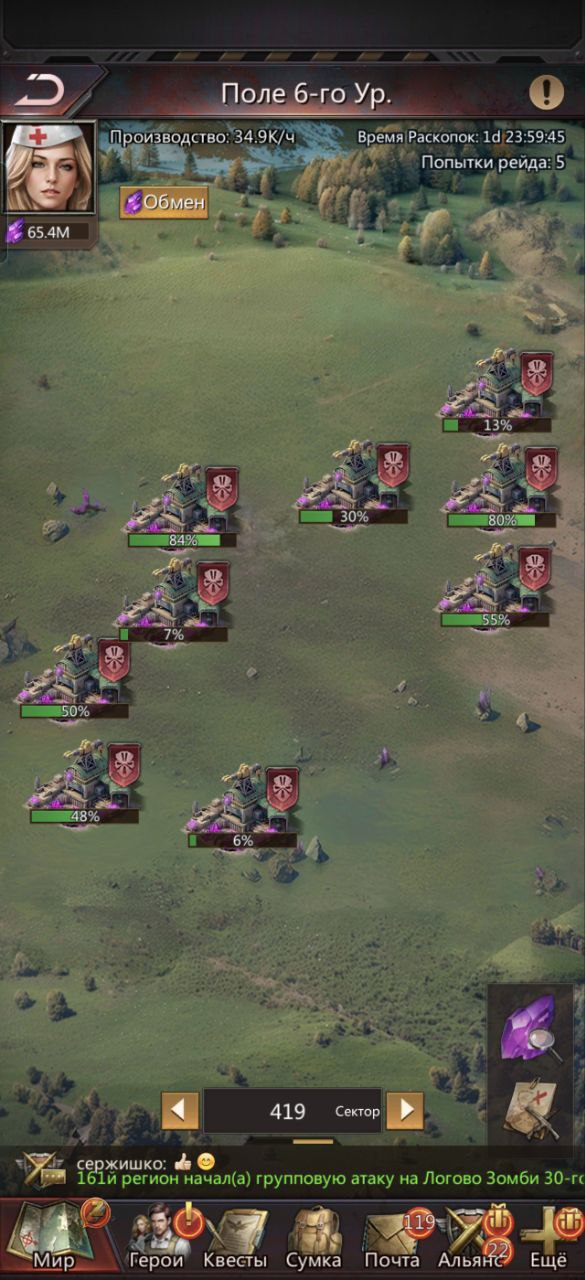 Поле 6-го Ур.
Производство: 34.9K/ч
Время Раскопок: 1d 23:59:45
Попытки рейда: 5
Обмен
65.4M
13%
30%
80%
84%
55%
7%
50%
48%
6%
419 Сектор
сержишко: 👍😊
161й регион начал(а) групповую атаку на Логово Зомби 30-го
Z
119
22
Мир
Герои
Квесты
Сумка
Почта
Альянс
Ещё